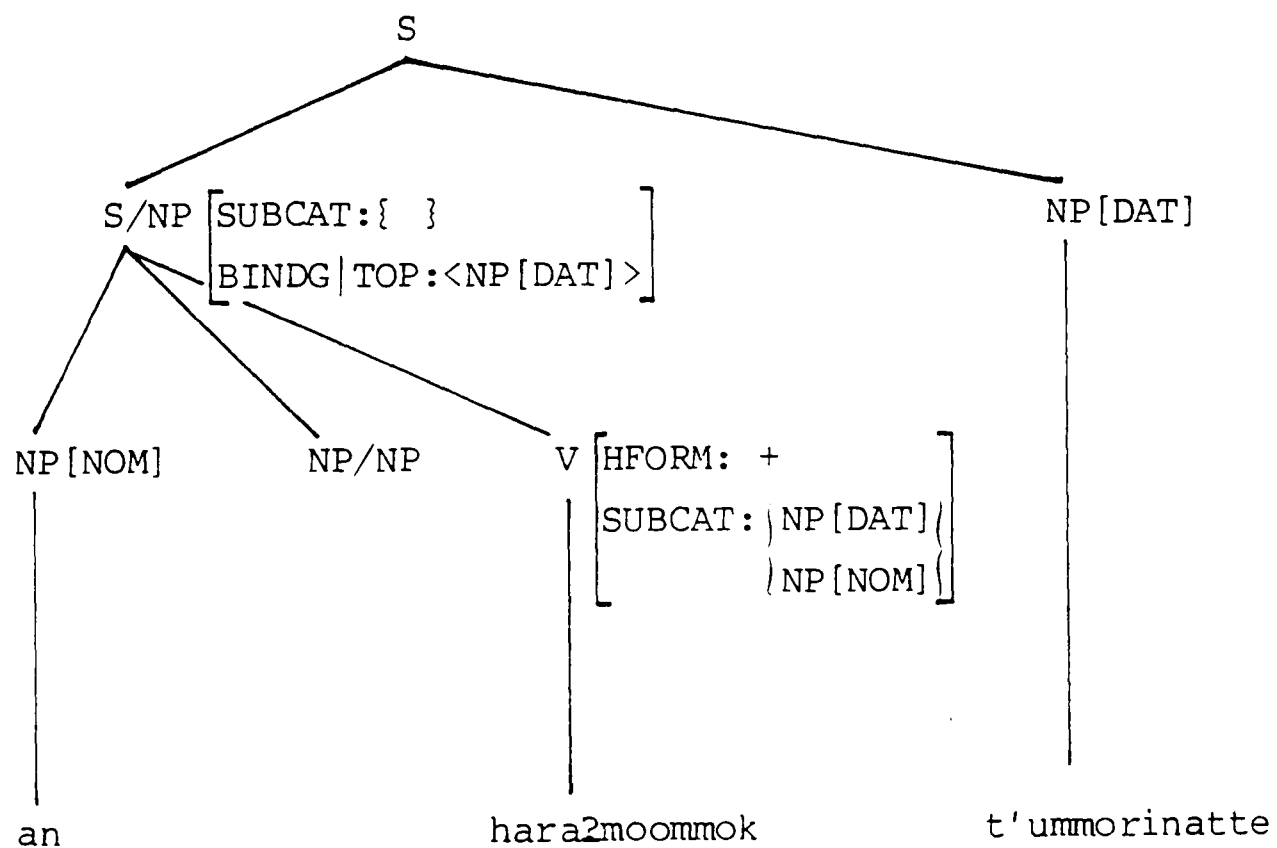 S
S/NP [SUBCAT:{ } NP[DAT]
BINDG|TOP:<NP[DAT]>]
NP[NOM] NP/NP V [HFORM: +
SUBCAT: {NP[DAT]}
{NP[NOM]}]
an hara2moommok t'ummorinatte